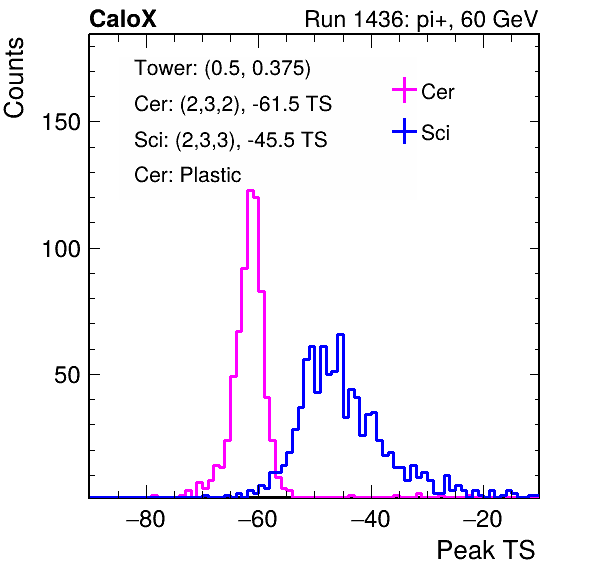 CaloX Run 1436: pi+, 60 GeV
Counts
Tower: (0.5, 0.375)
Cer: (2,3,2), -61.5 TS
Sci: (2,3,3), -45.5 TS
Cer: Plastic
Cer
Sci
150
100
50
−80 −60 −40 −20
Peak TS